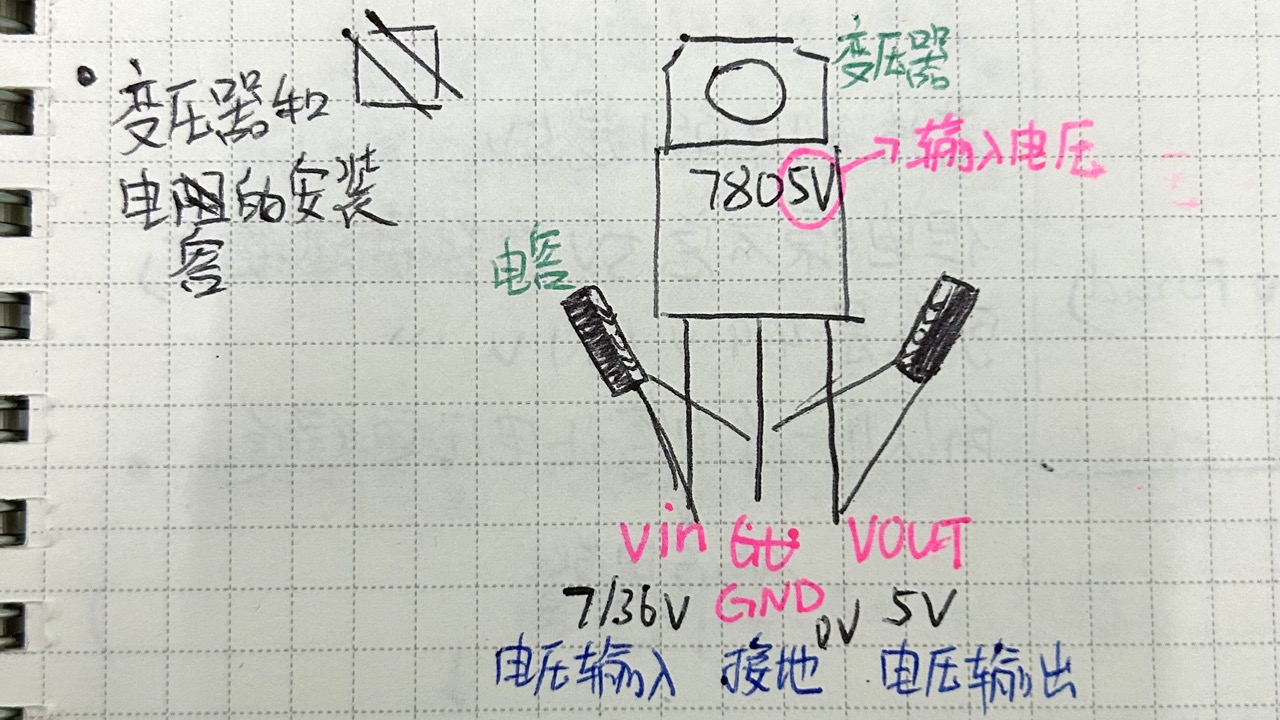 变压器和
电阻的安装
容
变压器
7805V
输入电压
电容
Vin
VOUT
7/36V
GND
0V
5V
电压输入
接地
电压输出